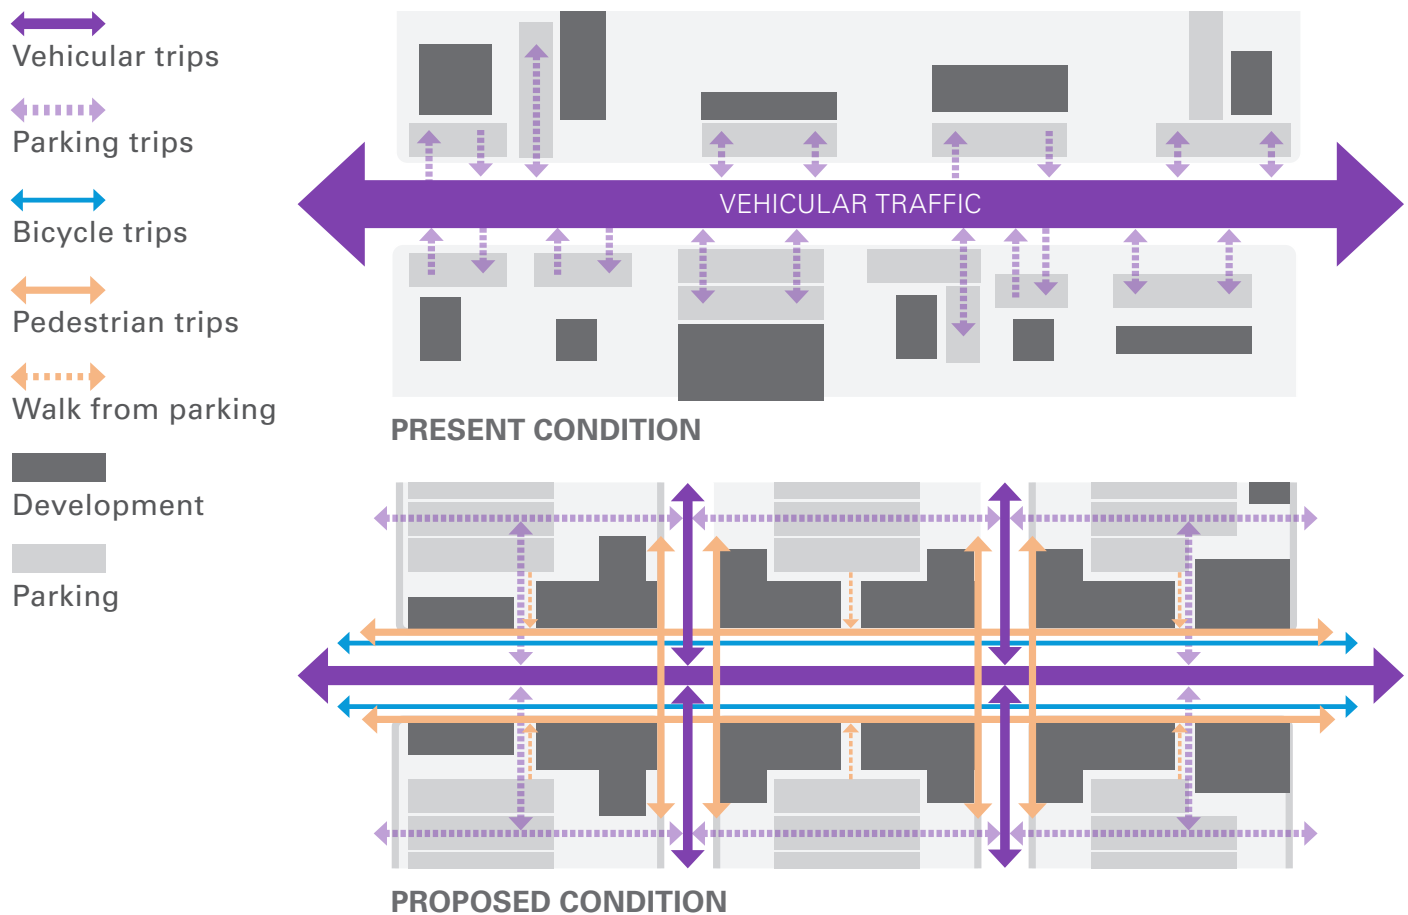 Vehicular trips
Parking trips
Bicycle trips
Pedestrian trips
Walk from parking
Development
Parking
VEHICULAR TRAFFIC
PRESENT CONDITION
PROPOSED CONDITION